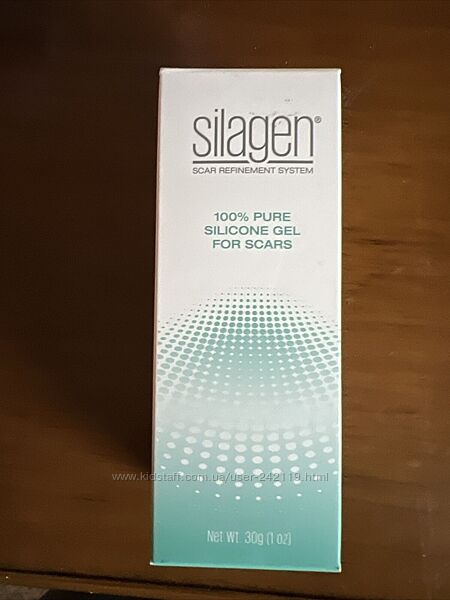 silagen®
SCAR REFINEMENT SYSTEM
100% PURE
SILICONE GEL
FOR SCARS
www.kidstaff.com.ua/user-242119.html
Net Wt. 30g (1 oz)